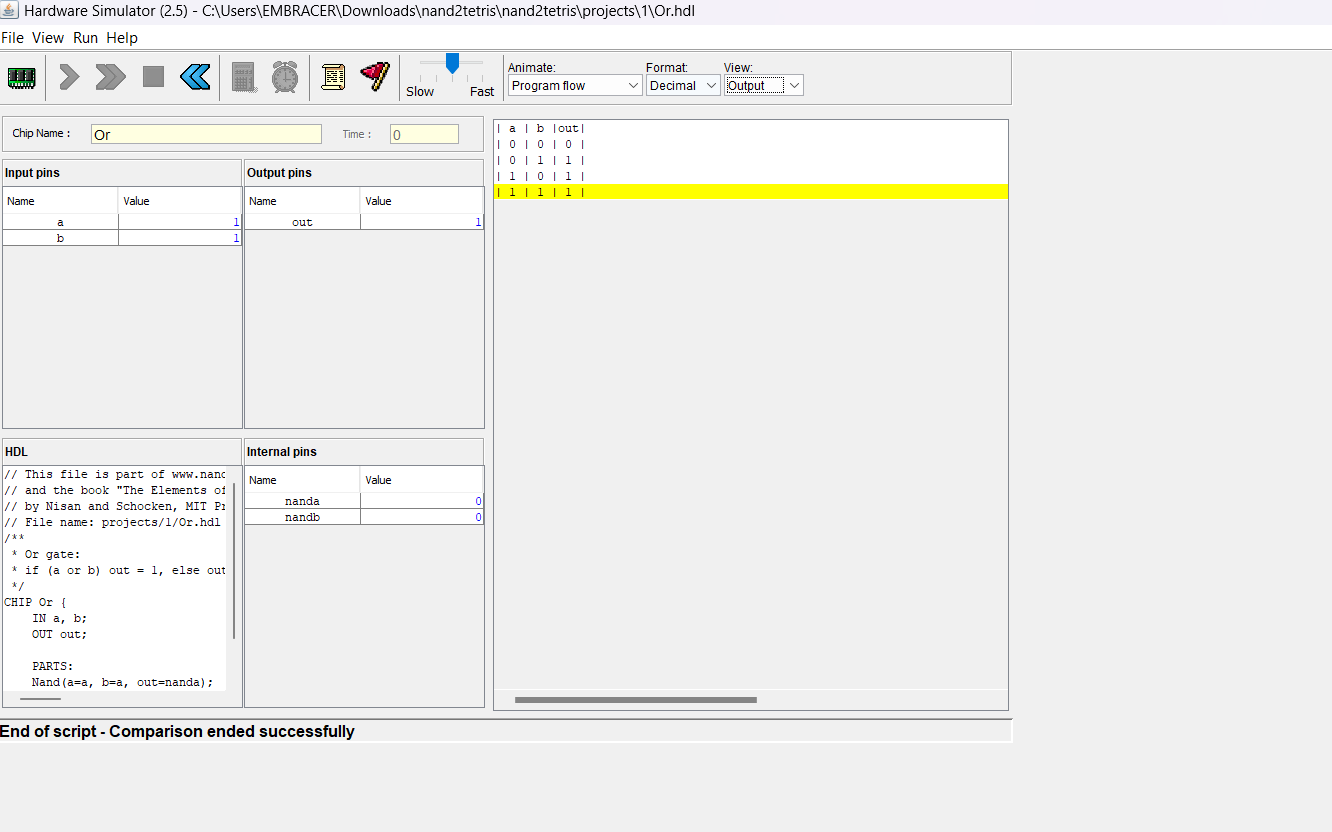 Hardware Simulator (2.5) - C:\Users\EMBRACER\Downloads\nand2tetris\nand2tetris\projects\1\Or.hdl
File View Run Help
Slow Fast
Animate: Format: View:
Program flow Decimal Output
Chip Name : Or Time : 0
Input pins
Name Value
a 1
b 1
Output pins
Name Value
out 1
HDL
// This file is part of www.nand
// and the book "The Elements of
// by Nisan and Schocken, MIT Pr
// File name: projects/1/Or.hdl
/**
* Or gate:
* if (a or b) out = 1, else out
*/
CHIP Or {
IN a, b;
OUT out;
PARTS:
Nand(a=a, b=a, out=nanda);
Internal pins
Name Value
nanda 0
nandb 0
| a | b |out|
| 0 | 0 | 0 |
| 0 | 1 | 1 |
| 1 | 0 | 1 |
| 1 | 1 | 1 |
End of script - Comparison ended successfully